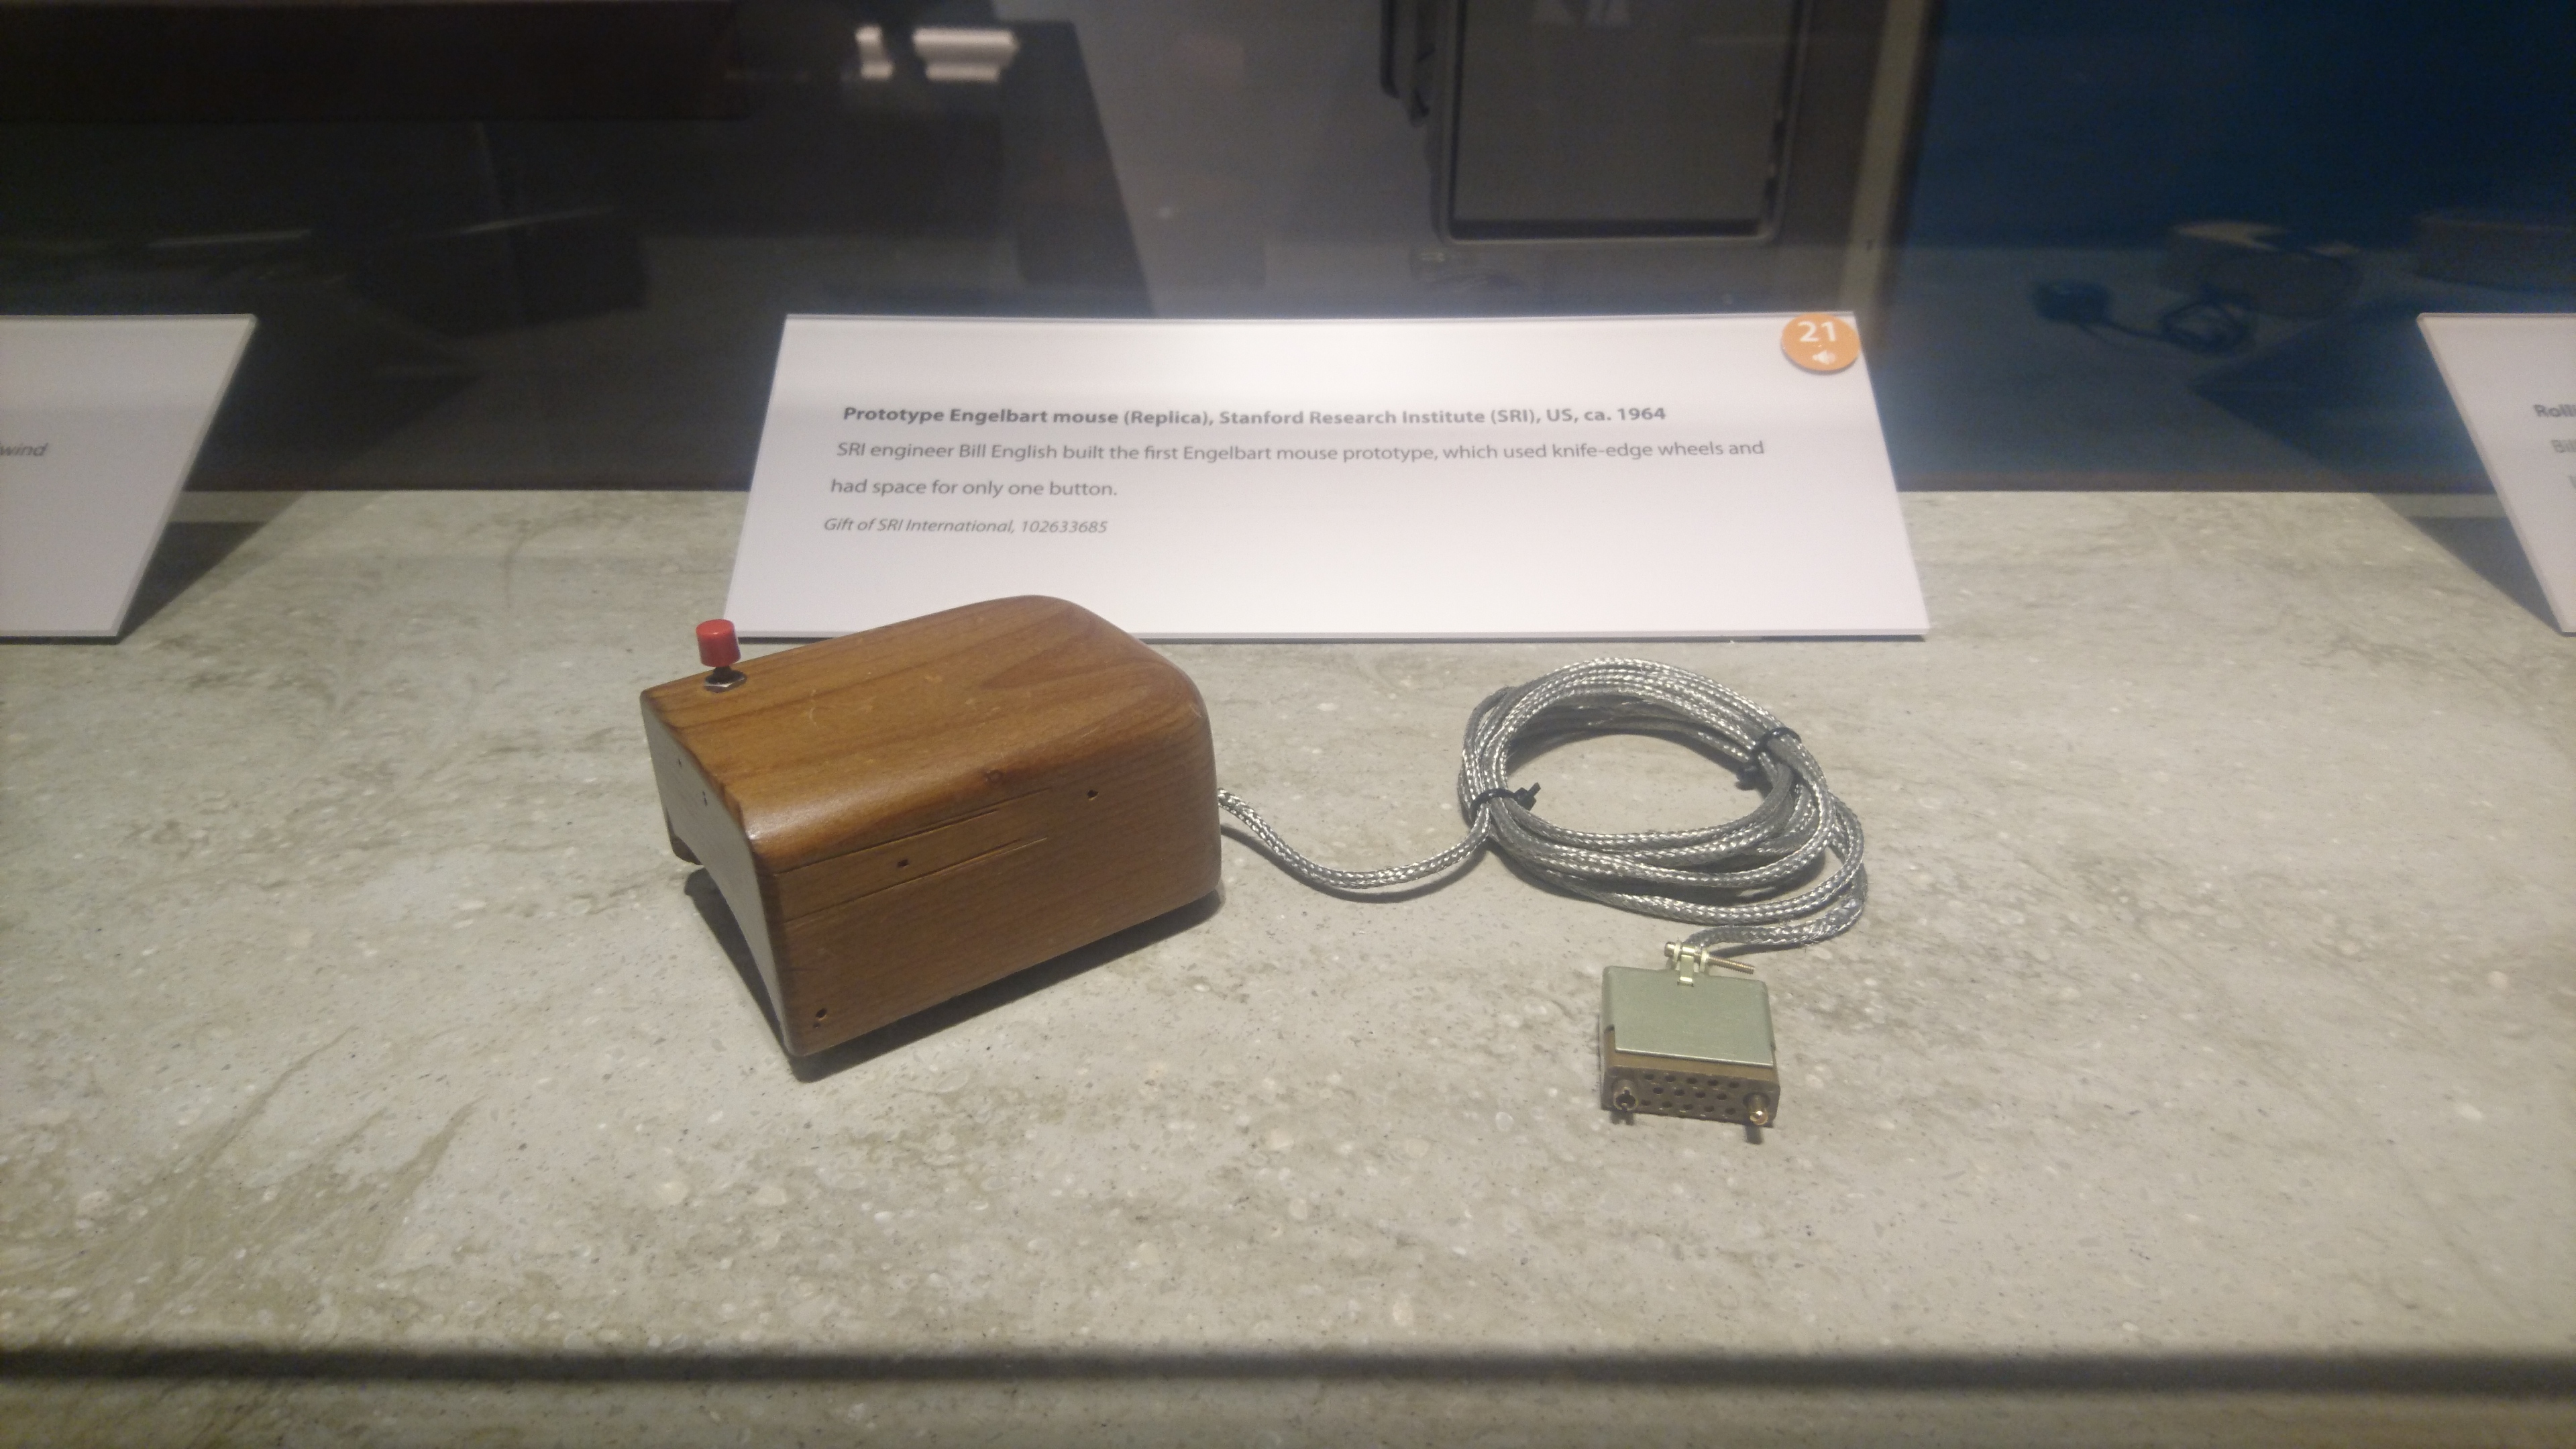 21
Prototype Engelbart mouse (Replica), Stanford Research Institute (SRI), US, ca. 1964
SRI engineer Bill English built the first Engelbart mouse prototype, which used knife-edge wheels and
had space for only one button.
Gift of SRI International, 102633685
wind
Rolli
Bil